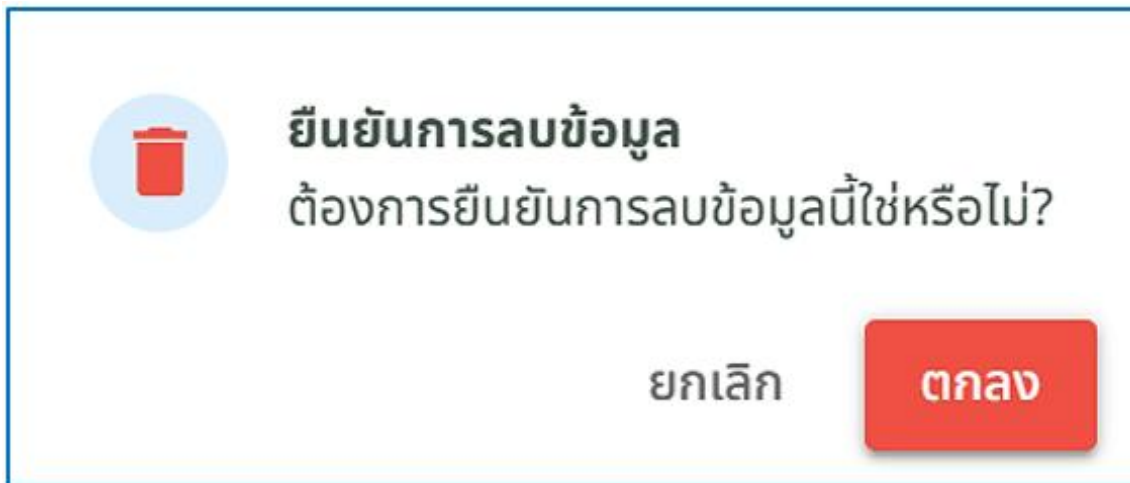 ยืนยันการลบข้อมูล
ต้องการยืนยันการลบข้อมูลนี้ใช่หรือไม่?
ยกเลิก
ตกลง